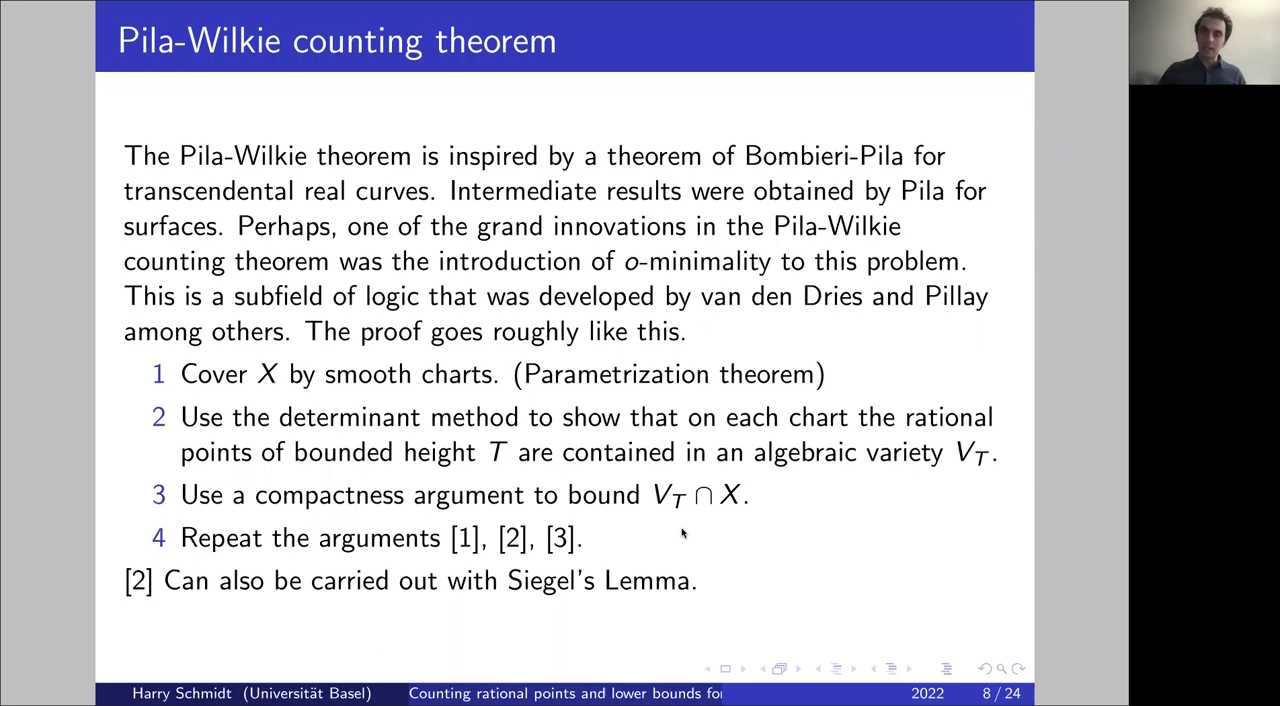 Pila-Wilkie counting theorem
The Pila-Wilkie theorem is inspired by a theorem of Bombieri-Pila for
transcendental real curves. Intermediate results were obtained by Pila for
surfaces. Perhaps, one of the grand innovations in the Pila-Wilkie
counting theorem was the introduction of o-minimality to this problem.
This is a subfield of logic that was developed by van den Dries and Pillay
among others. The proof goes roughly like this.
1 Cover X by smooth charts. (Parametrization theorem)
2 Use the determinant method to show that on each chart the rational
points of bounded height T are contained in an algebraic variety V_T.
3 Use a compactness argument to bound V_T ∩ X.
4 Repeat the arguments [1], [2], [3].
[2] Can also be carried out with Siegel's Lemma.
Harry Schmidt (Universität Basel) Counting rational points and lower bounds fo 2022 8 / 24